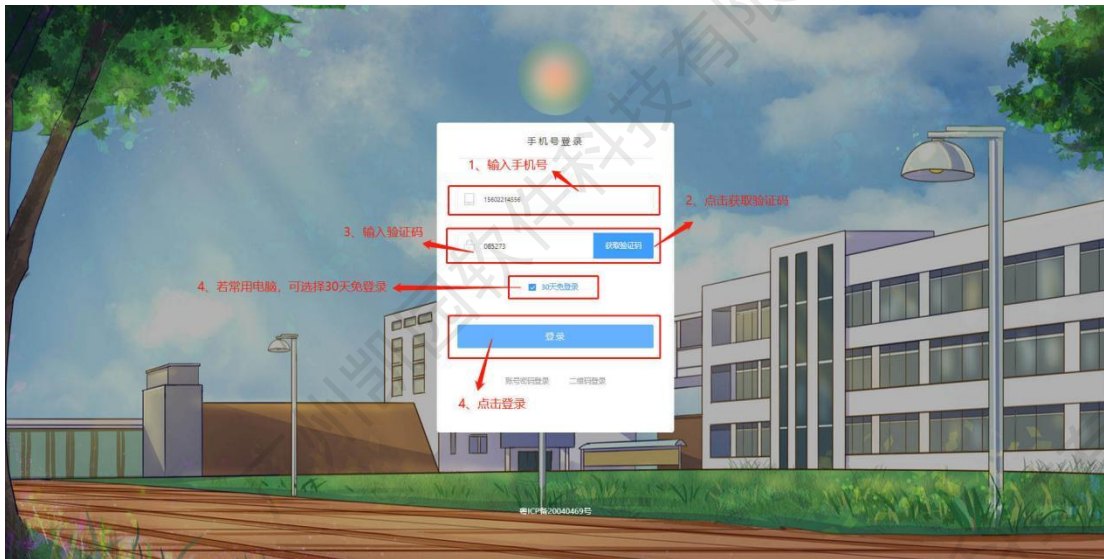 手机号登录
1、输入手机号
15602214556
2、点击获取验证码
3、输入验证码
085273
获取验证码
4、若常用电脑，可选择30天免登录
30天免登录
登录
账号密码登录 二维码登录
4、点击登录
粤ICP备20040469号